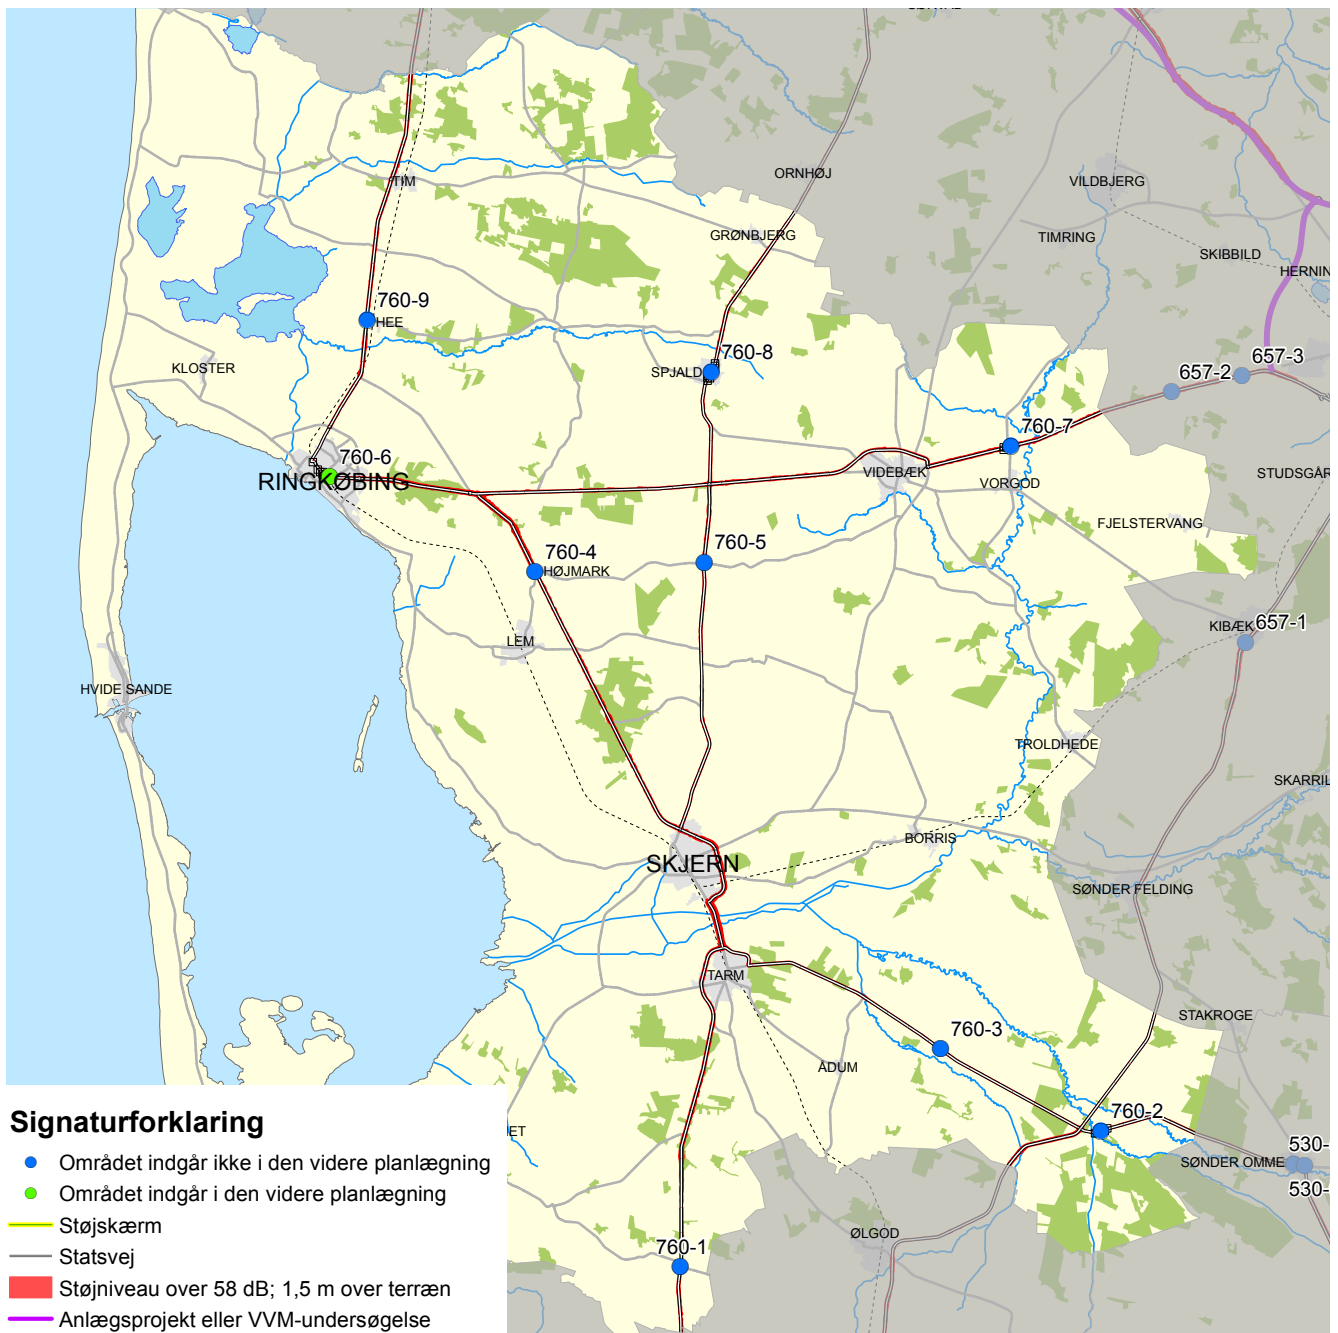 ORNHØJ
VILDBJERG
TIM
GRØNBJERG
TIMRING
SKIBBILD
HERNIN
760-9
HEE
760-8
SPJALD
657-3
657-2
KLOSTER
760-7
760-6
RINGKØBING
VIDEBÆK
VORGOD
STUDSGÅR
FJELSTERVANG
760-4
HØJMARK
760-5
KIBÆK
657-1
LEM
HVIDE SANDE
TROLDHEDE
SKARRIL
BORRIS
SKJERN
SØNDER FELDING
TARM
STAKROGE
760-3
ÅDUM
760-2
SØNDER OMME
530-
530-
ØLGOD
760-1
Signaturforklaring
Området indgår ikke i den videre planlægning
Området indgår i den videre planlægning
Støjskærm
Statsvej
Støjniveau over 58 dB; 1,5 m over terræn
Anlægsprojekt eller VVM-undersøgelse